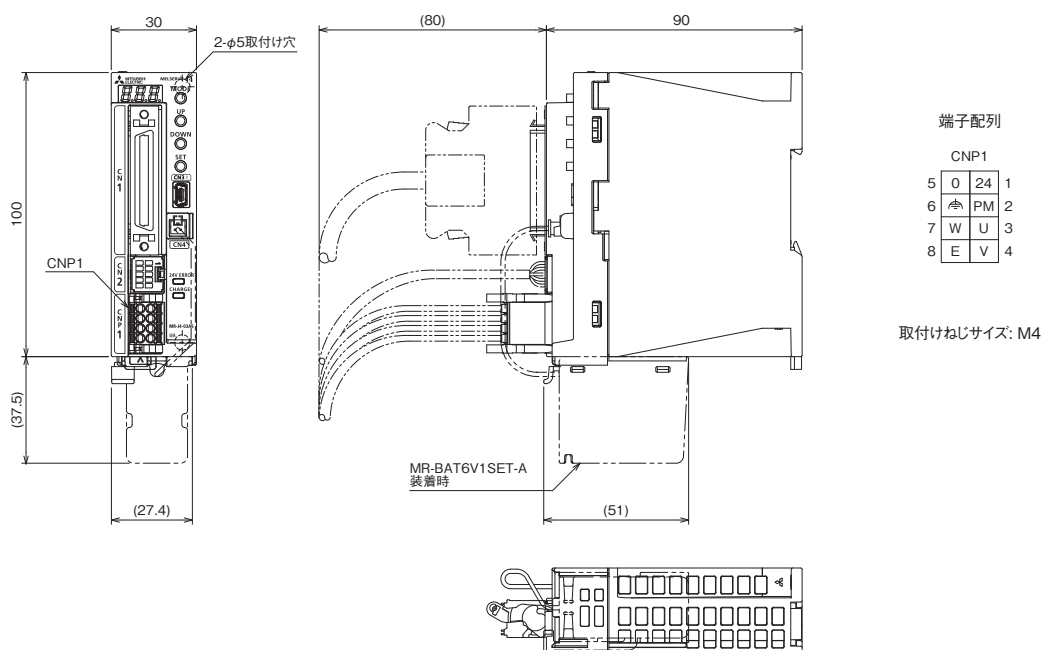 30
(80)
90
2-φ5取付け穴
MITSUBISHI
ELECTRIC
MODE
UP
DOWN
SET
CN1
CN3
CN4
CN2
24V ERROR
CHARGE
CNP1
CNP1
100
(37.5)
(27.4)
MR-BAT6V1SET-A
装着時
(51)
端子配列
CNP1
5 0 24 1
6 PM 2
7 W U 3
8 E V 4
取付けねじサイズ: M4